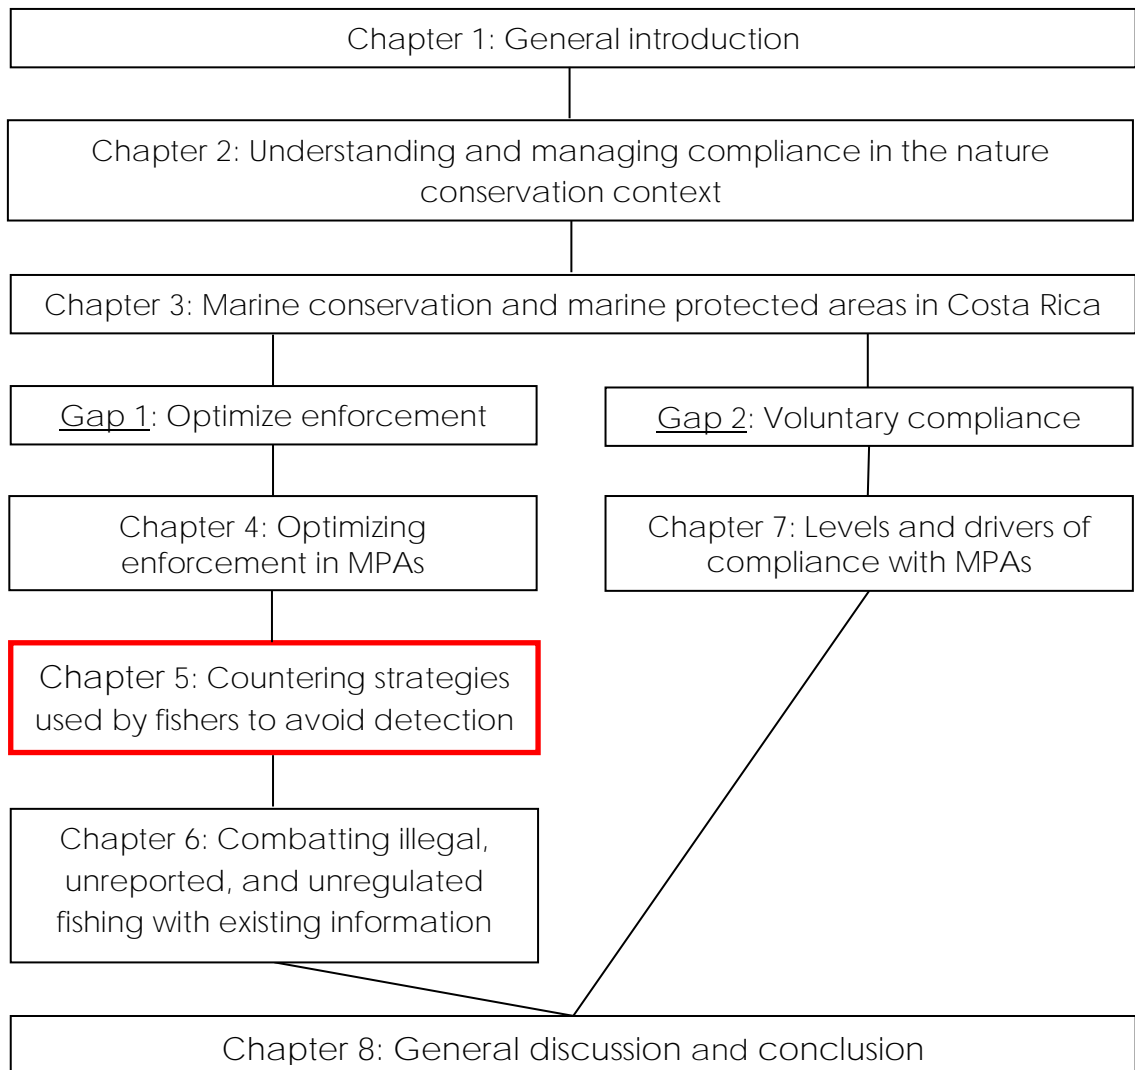 Chapter 1: General introduction
Chapter 2: Understanding and managing compliance in the nature
conservation context
Chapter 3: Marine conservation and marine protected areas in Costa Rica
Gap 1: Optimize enforcement
Gap 2: Voluntary compliance
Chapter 4: Optimizing
enforcement in MPAs
Chapter 7: Levels and drivers of
compliance with MPAs
Chapter 5: Countering strategies
used by fishers to avoid detection
Chapter 6: Combatting illegal,
unreported, and unregulated
fishing with existing information
Chapter 8: General discussion and conclusion